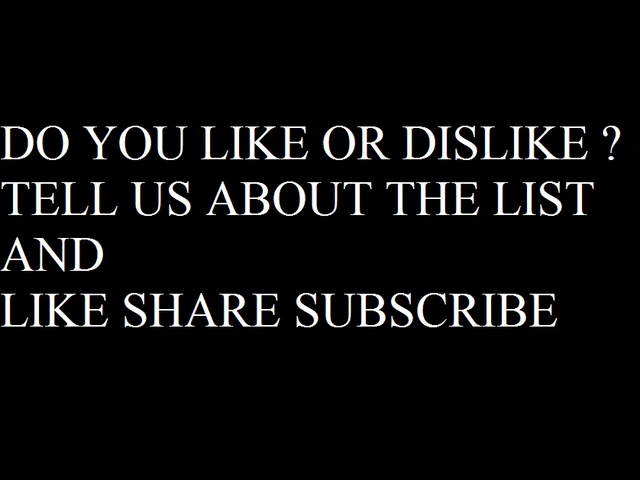 DO YOU LIKE OR DISLIKE ?
TELL US ABOUT THE LIST
AND
LIKE SHARE SUBSCRIBE